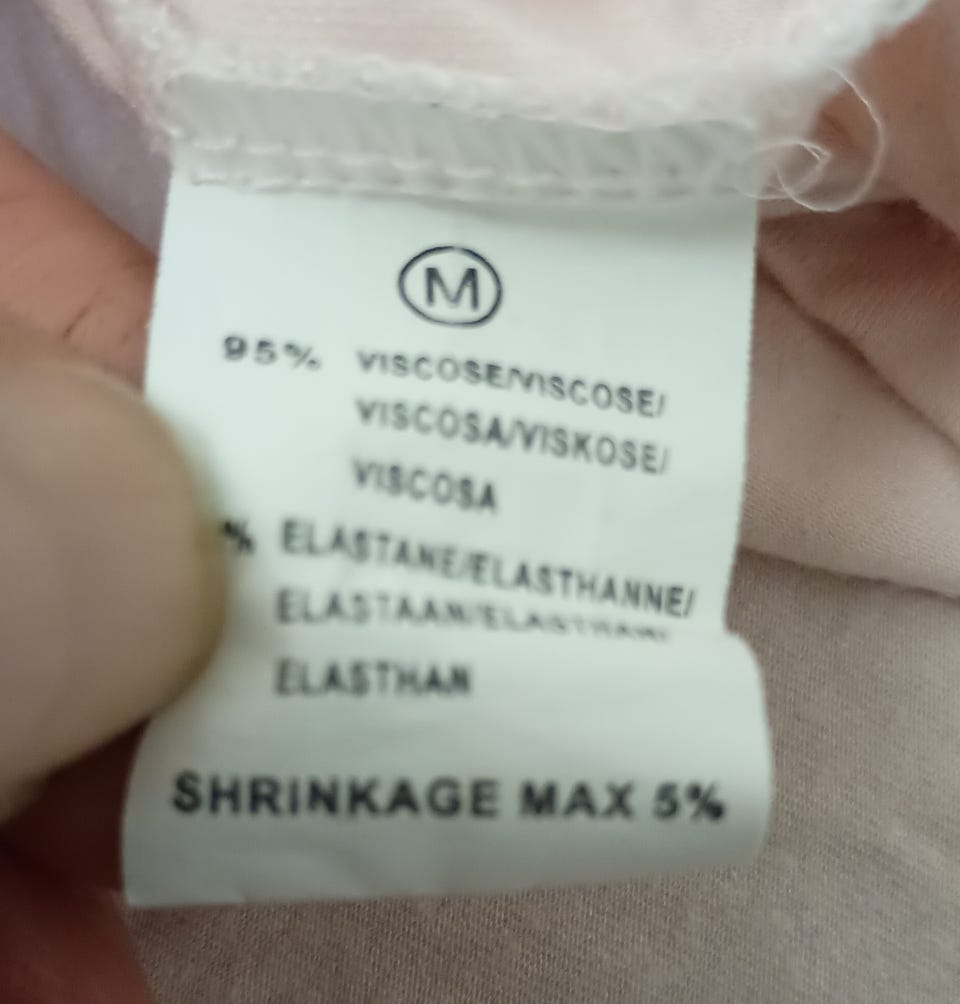 M
95% VISCOSE/VISCOSE/
VISCOSA/VISKOSE/
VISCOSA
% ELASTANE/ELASTHANNE/
ELASTAAN/
ELASTHAN
SHRINKAGE MAX 5%